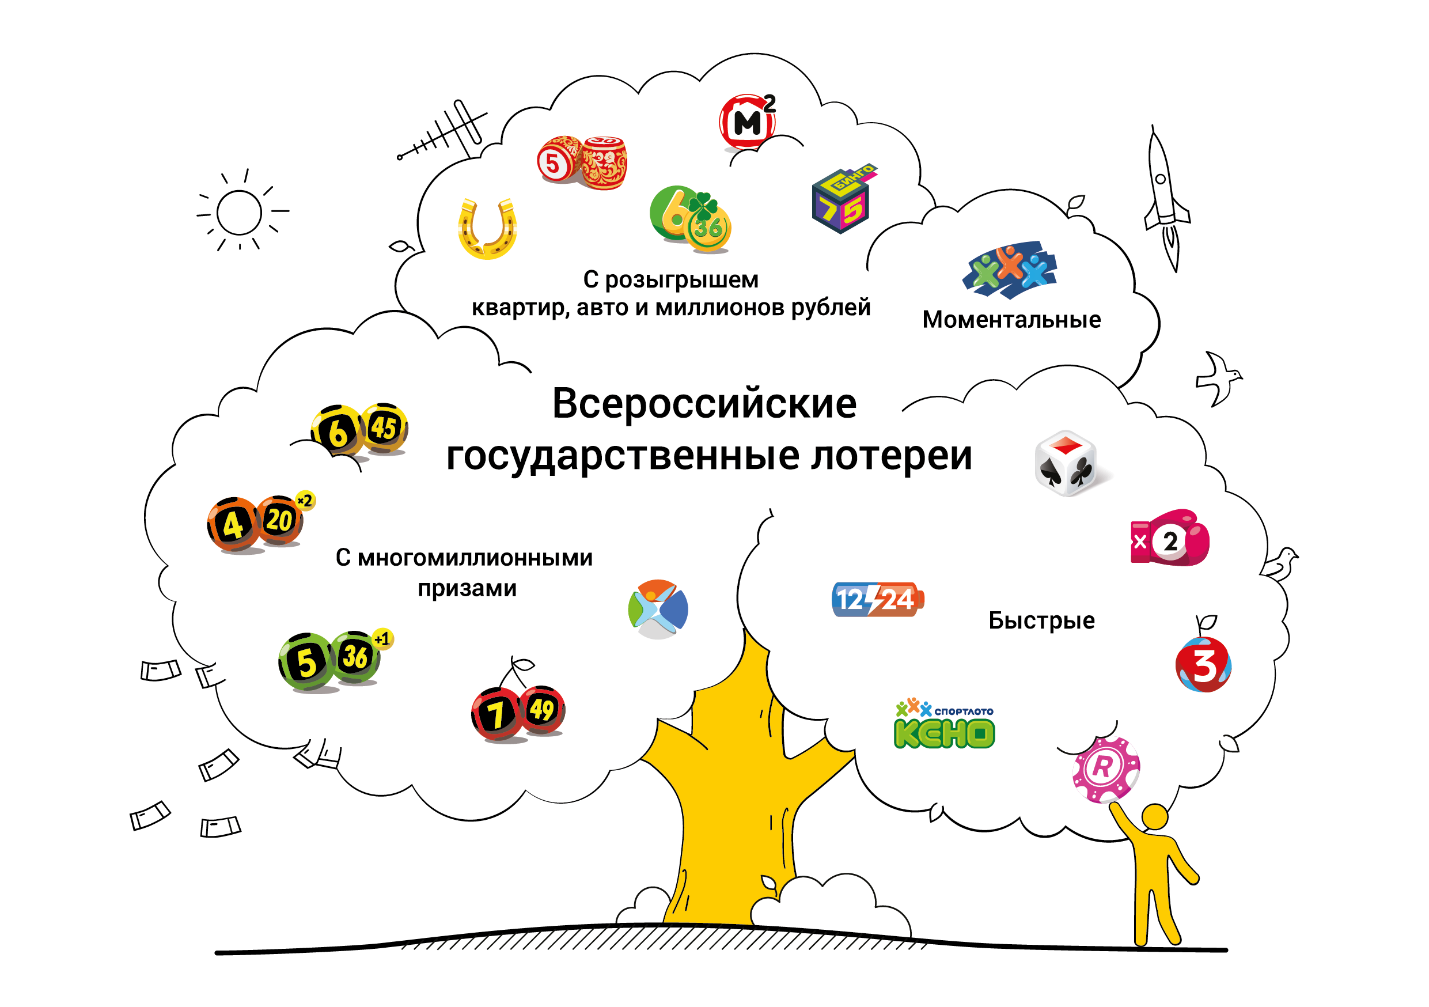 М2
5 30
6 36
БИНГО
75
С розыгрышем
квартир, авто и миллионов рублей
Моментальные
Всероссийские
государственные лотереи
6 45
4 20 ×2
С многомиллионными
призами
5 36 +1
7 49
×2
12 24
Быстрые
3
СПОРТЛОТО
КЕНО
R